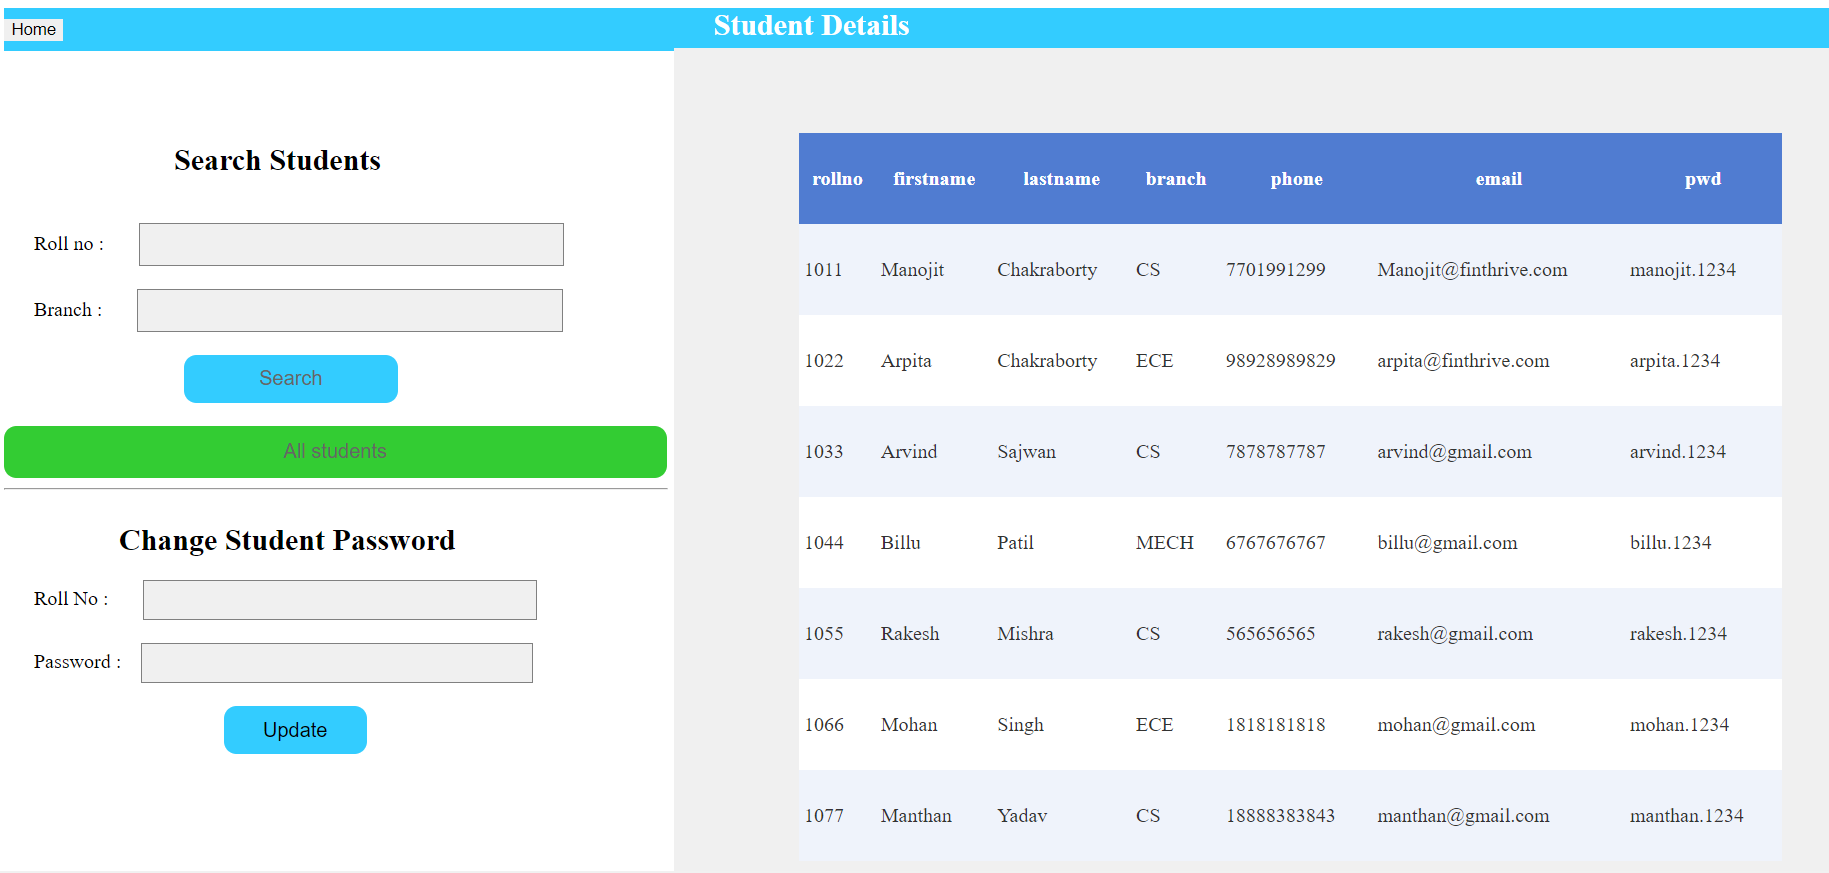 Home
Student Details
Search Students
Roll no :
Branch :
Search
All students
Change Student Password
Roll No :
Password :
Update
rollno firstname lastname branch phone email pwd
1011 Manojit Chakraborty CS 7701991299 Manojit@finthrive.com manojit.1234
1022 Arpita Chakraborty ECE 98928989829 arpita@finthrive.com arpita.1234
1033 Arvind Sajwan CS 7878787787 arvind@gmail.com arvind.1234
1044 Billu Patil MECH 6767676767 billu@gmail.com billu.1234
1055 Rakesh Mishra CS 565656565 rakesh@gmail.com rakesh.1234
1066 Mohan Singh ECE 1818181818 mohan@gmail.com mohan.1234
1077 Manthan Yadav CS 18888383843 manthan@gmail.com manthan.1234